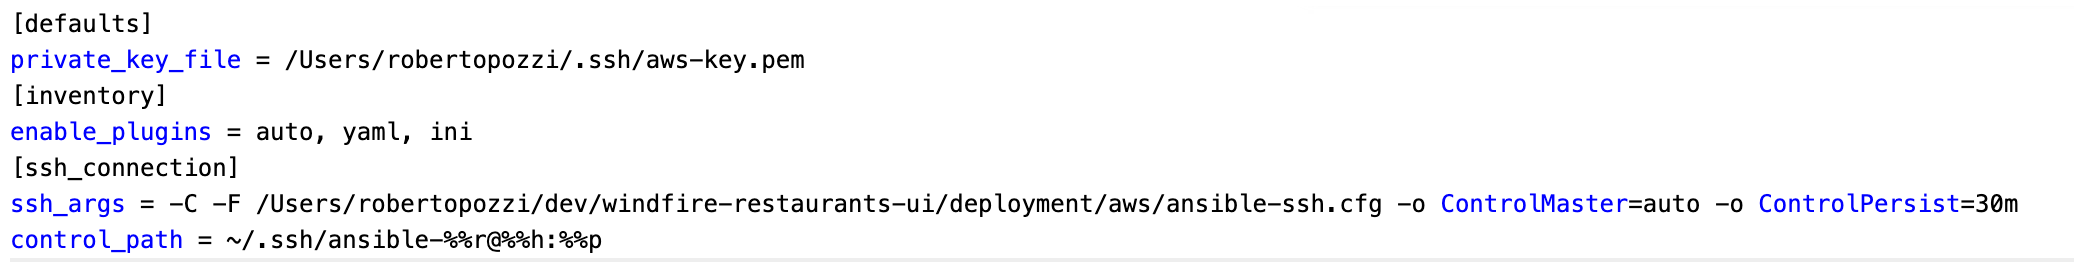 [defaults]
private_key_file = /Users/robertopozzi/.ssh/aws-key.pem
[inventory]
enable_plugins = auto, yaml, ini
[ssh_connection]
ssh_args = -C -F /Users/robertopozzi/dev/windfire-restaurants-ui/deployment/aws/ansible-ssh.cfg -o ControlMaster=auto -o ControlPersist=30m
control_path = ~/.ssh/ansible-%%r@%%h:%%p